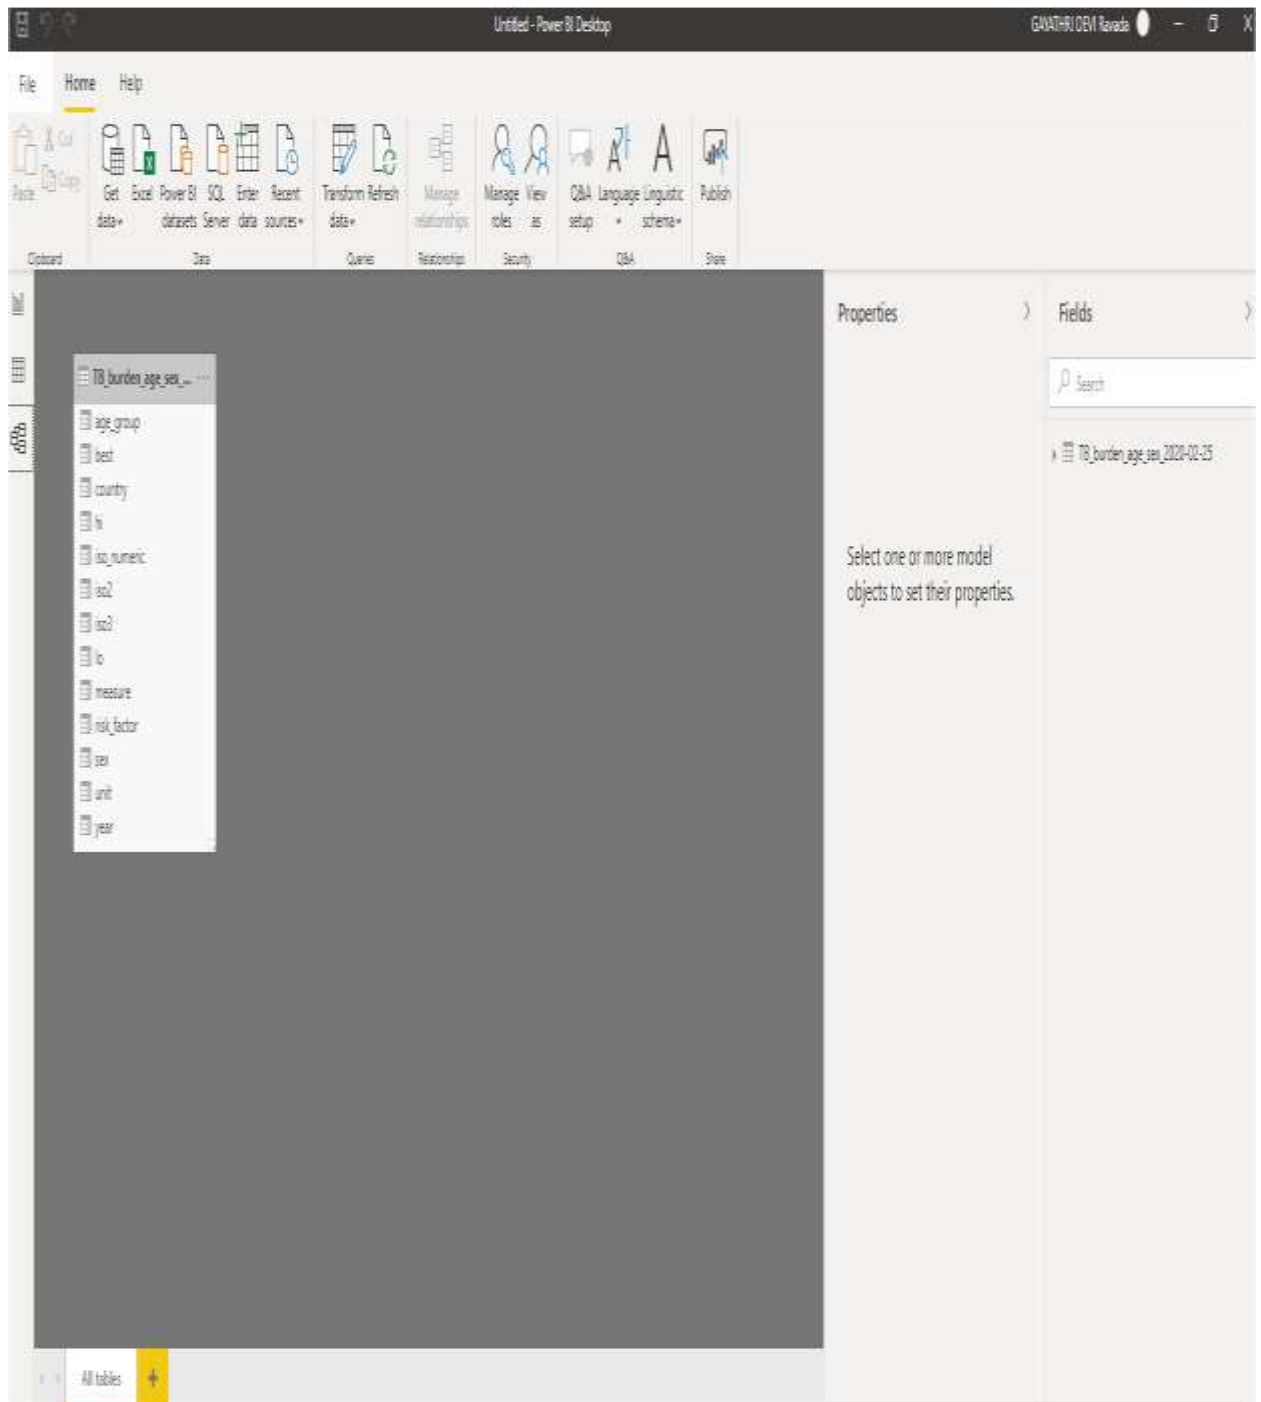 Untitled - Power BI Desktop
GAYATHRI DEVI Ravada
File Home Help
Paste
Cut
Copy
Get data
Excel
Power BI datasets
SQL Server
Enter data
Recent sources
Transform data
Refresh
Manage relationships
Manage roles
View as
Q&A setup
Language
Linguistic schema
Publish
Clipboard
Data
Queries
Relationships
Security
Q&A
Share
TB_burden_age_sex_...
age_group
best
country
hi
iso_numeric
iso2
iso3
lo
measure
risk_factor
sex
unit
year
Properties
Select one or more model
objects to set their properties.
Fields
Search
TB_burden_age_sex_2020-02-25
All tables
+